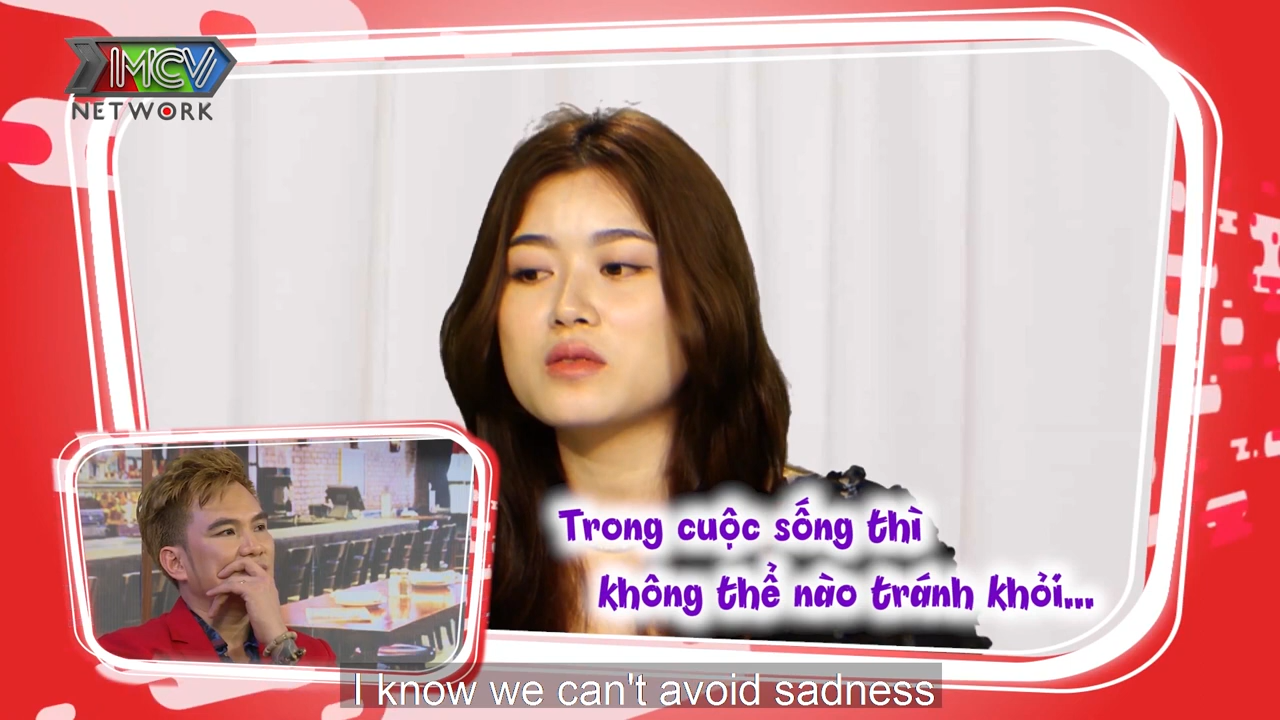 MCV
NETWORK
Trong cuộc sống thì
không thể nào tránh khỏi...
I know we can't avoid sadness